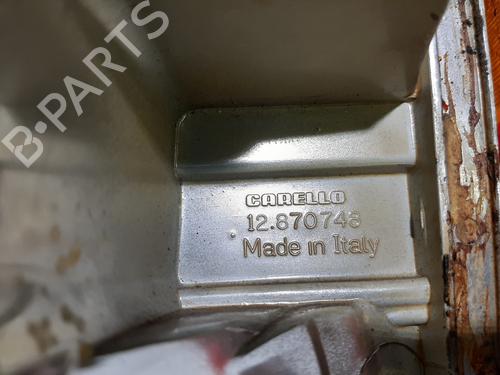 B-PARTS
CARELLO
12.870748
Made in Italy